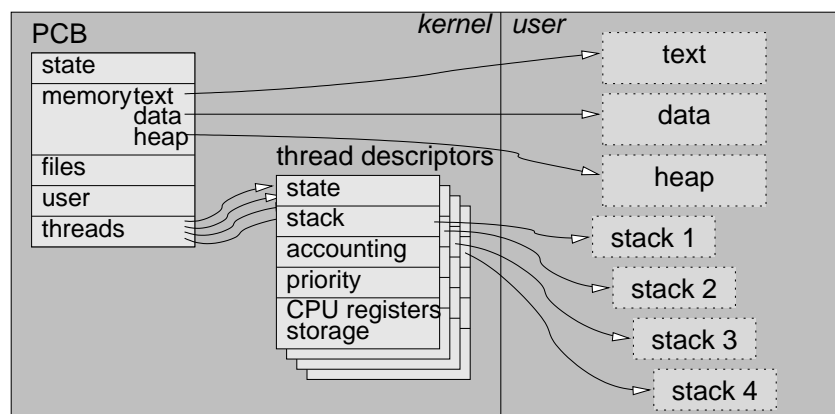 kernel user
PCB
state
memory text
data
heap
files
user
threads
thread descriptors
state
stack
accounting
priority
CPU registers
storage
text
data
heap
stack 1
stack 2
stack 3
stack 4